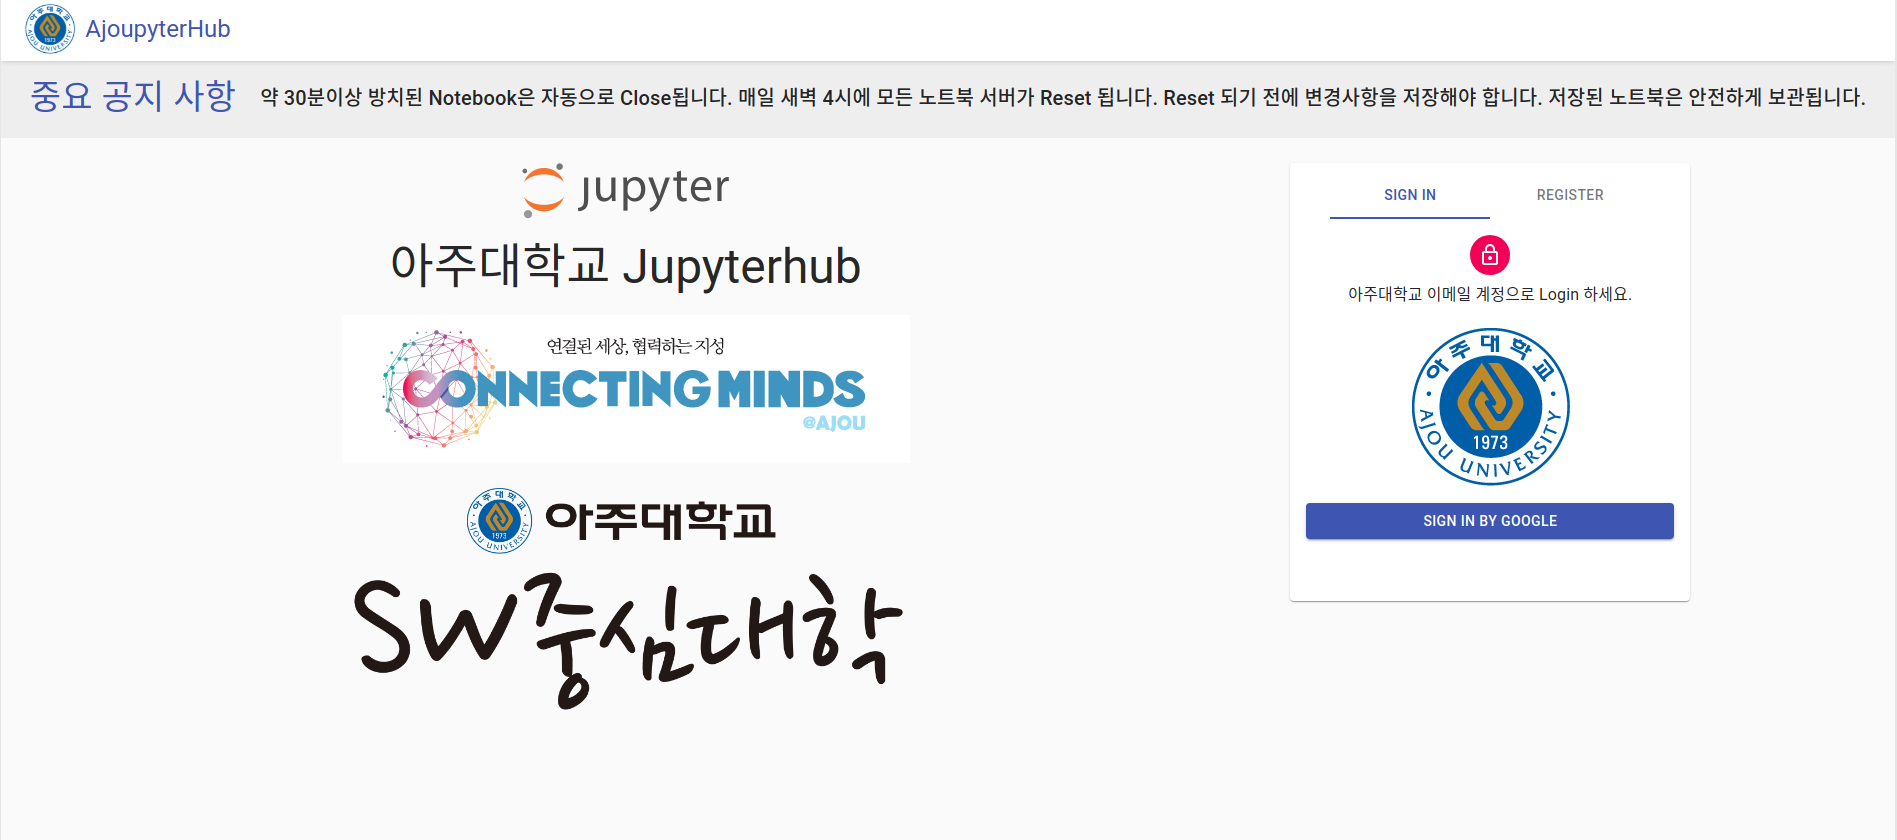 AjoupyterHub
중요 공지 사항 약 30분이상 방치된 Notebook은 자동으로 Close됩니다. 매일 새벽 4시에 모든 노트북 서버가 Reset 됩니다. Reset 되기 전에 변경사항을 저장해야 합니다. 저장된 노트북은 안전하게 보관됩니다.
jupyter
아주대학교 Jupyterhub
연결된 세상, 협력하는 지성
CONNECTING MINDS
@AJOU
아주대학교
AJOU UNIVERSITY
1973
아주대학교
SW중심대학
SIGN IN REGISTER
아주대학교 이메일 계정으로 Login 하세요.
아주대학교
1973
AJOU UNIVERSITY
SIGN IN BY GOOGLE